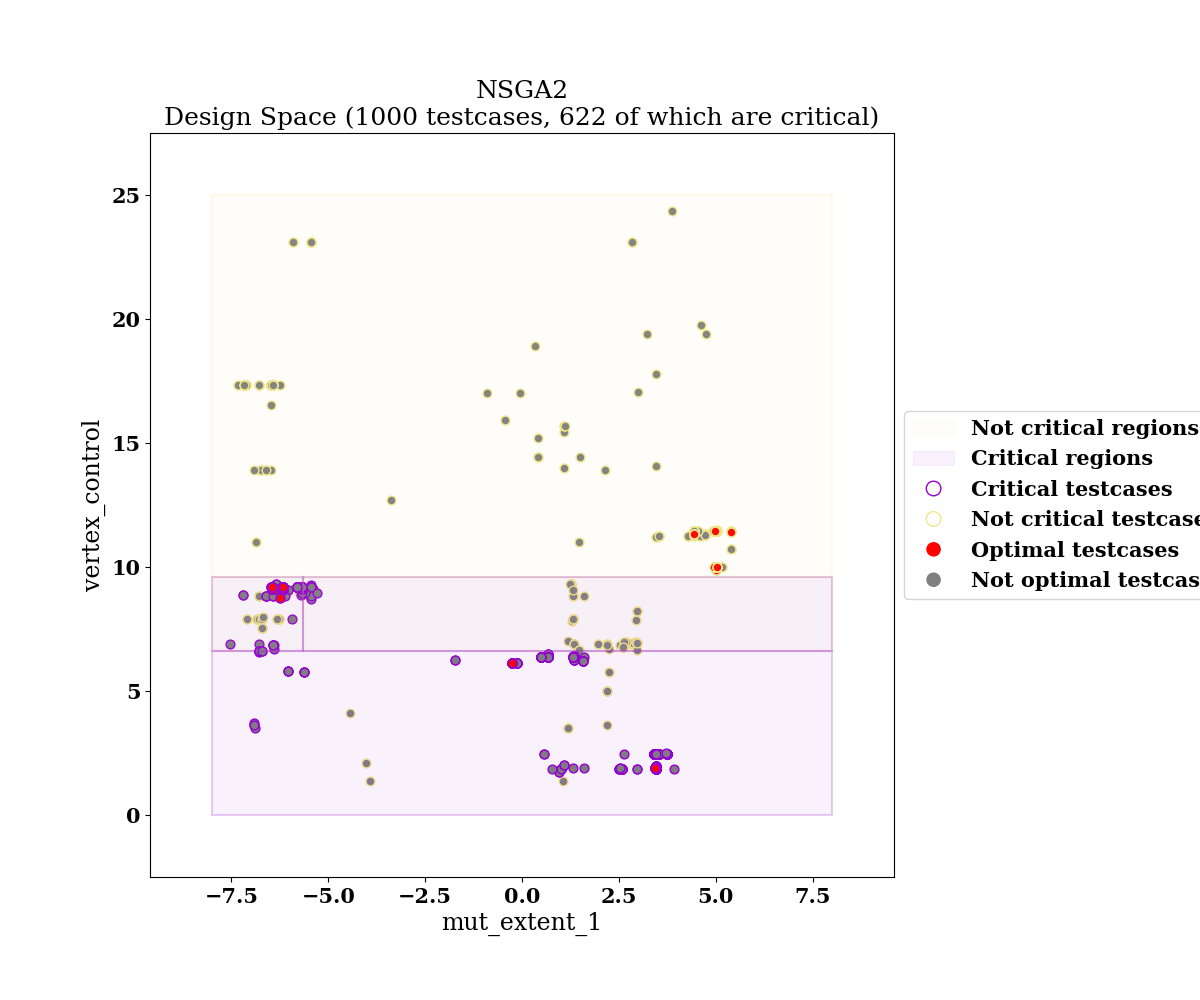 NSGA2
Design Space (1000 testcases, 622 of which are critical)
25
20
15
10
5
0
vertex_control
−7.5
−5.0
−2.5
0.0
2.5
5.0
7.5
mut_extent_1
Not critical regions
Critical regions
Critical testcases
Not critical testcase
Optimal testcases
Not optimal testcas